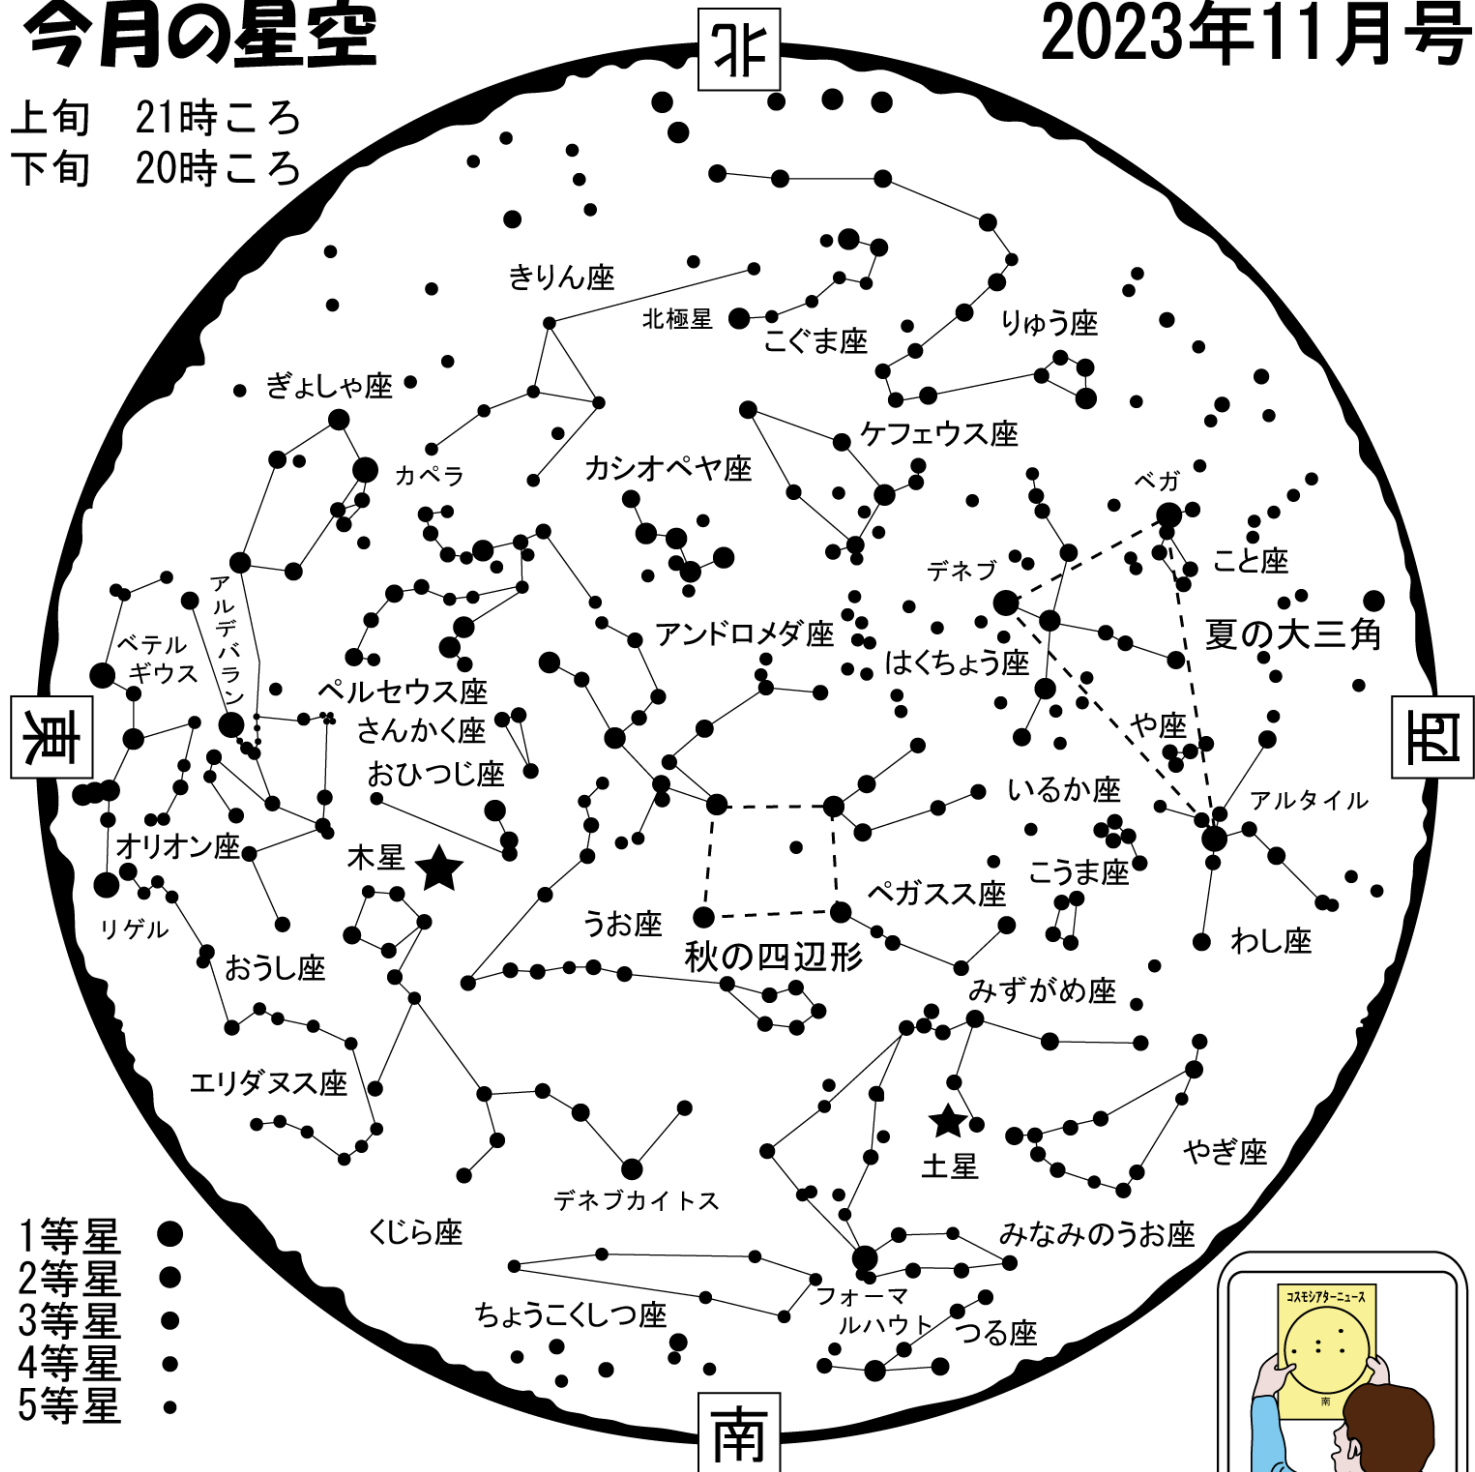 今月の星空
2023年11月号
上旬　21時ころ
下旬　20時ころ
北
きりん座
北極星
こぐま座
りゅう座
ぎょしゃ座
カペラ
カシオペヤ座
ケフェウス座
ベガ
こと座
デネブ
アルデバラン
ベテル
ギウス
アンドロメダ座
はくちょう座
夏の大三角
ペルセウス座
さんかく座
おひつじ座
や座
東
西
いるか座
アルタイル
オリオン座
木星
こうま座
ペガスス座
リゲル
うお座
秋の四辺形
わし座
おうし座
みずがめ座
エリダヌス座
土星
やぎ座
デネブカイトス
くじら座
みなみのうお座
フォーマ
ルハウト
ちょうこくしつ座
つる座
1等星
2等星
3等星
4等星
5等星
コスモシアターニュース
南
南